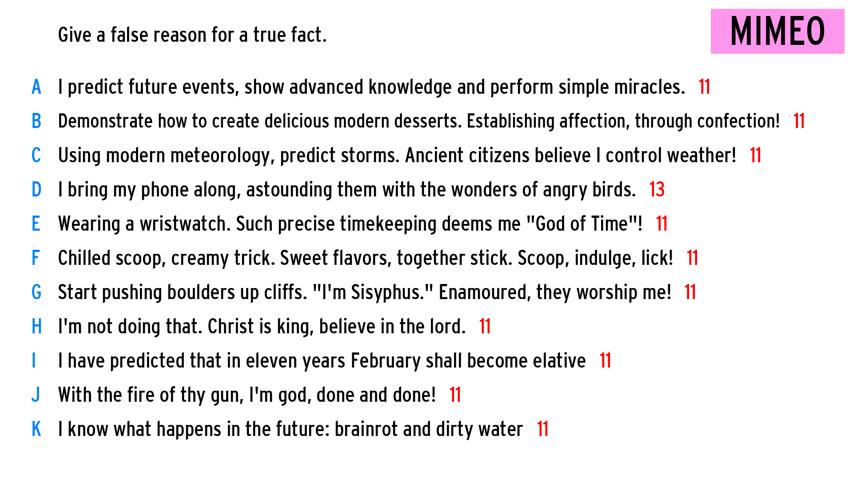 Give a false reason for a true fact.
MIMEO
A I predict future events, show advanced knowledge and perform simple miracles. 11
B Demonstrate how to create delicious modern desserts. Establishing affection, through confection! 11
C Using modern meteorology, predict storms. Ancient citizens believe I control weather! 11
D I bring my phone along, astounding them with the wonders of angry birds. 13
E Wearing a wristwatch. Such precise timekeeping deems me "God of Time"! 11
F Chilled scoop, creamy trick. Sweet flavors, together stick. Scoop, indulge, lick! 11
G Start pushing boulders up cliffs. "I'm Sisyphus." Enamoured, they worship me! 11
H I'm not doing that. Christ is king, believe in the lord. 11
I I have predicted that in eleven years February shall become elative 11
J With the fire of thy gun, I'm god, done and done! 11
K I know what happens in the future: brainrot and dirty water 11